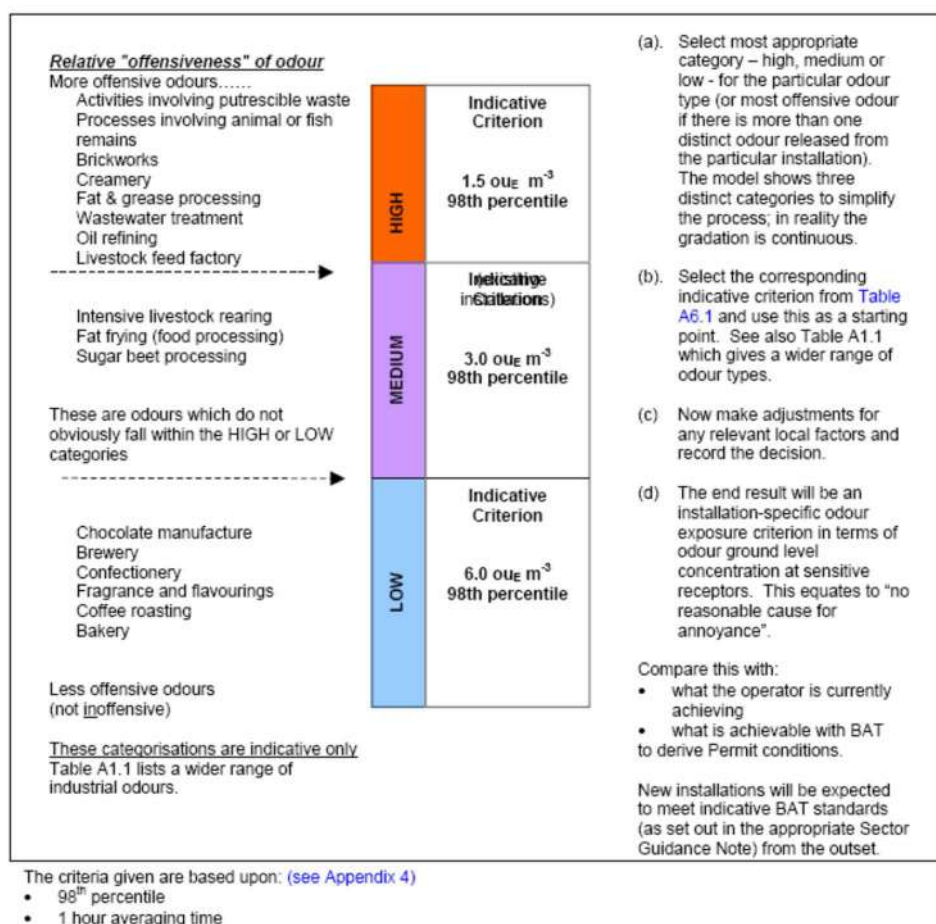 Relative "offensiveness" of odour
More offensive odours......
Activities involving putrescible waste
Processes involving animal or fish
remains
Brickworks
Creamery
Fat & grease processing
Wastewater treatment
Oil refining
Livestock feed factory
Intensive livestock rearing
Fat frying (food processing)
Sugar beet processing
These are odours which do not
obviously fall within the HIGH or LOW
categories
Chocolate manufacture
Brewery
Confectionery
Fragrance and flavourings
Coffee roasting
Bakery
Less offensive odours
(not inoffensive)
These categorisations are indicative only
Table A1.1 lists a wider range of
industrial odours.
HIGH
Indicative
Criterion
1.5 ouE m-3
98th percentile
MEDIUM
Indicative
Criterion
3.0 ouE m-3
98th percentile
LOW
Indicative
Criterion
6.0 ouE m-3
98th percentile
(a). Select most appropriate
category – high, medium or
low - for the particular odour
type (or most offensive odour
if there is more than one
distinct odour released from
the particular installation).
The model shows three
distinct categories to simplify
the process; in reality the
gradation is continuous.
(b). Select the corresponding
indicative criterion from Table
A6.1 and use this as a starting
point. See also Table A1.1
which gives a wider range of
odour types.
(c) Now make adjustments for
any relevant local factors and
record the decision.
(d) The end result will be an
installation-specific odour
exposure criterion in terms of
odour ground level
concentration at sensitive
receptors. This equates to "no
reasonable cause for
annoyance".
Compare this with:
• what the operator is currently
achieving
• what is achievable with BAT
to derive Permit conditions.
New installations will be expected
to meet indicative BAT standards
(as set out in the appropriate Sector
Guidance Note) from the outset.
The criteria given are based upon: (see Appendix 4)
• 98th percentile
• 1 hour averaging time